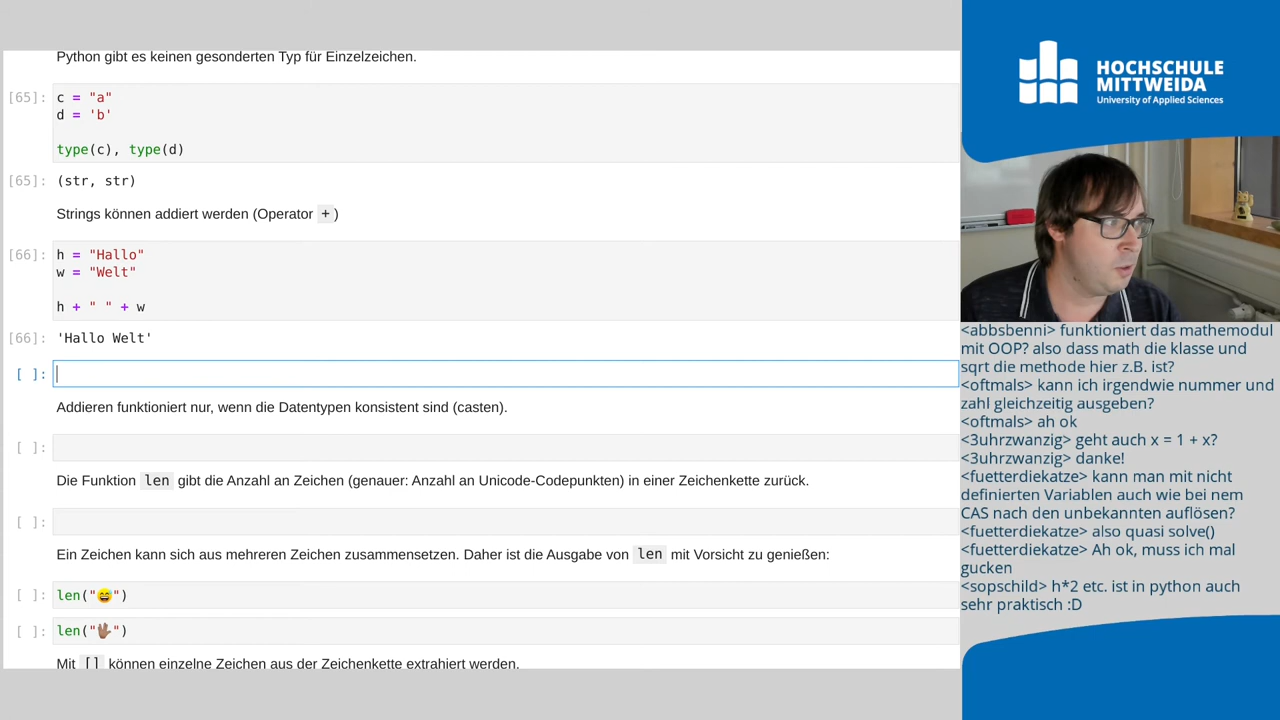 Python gibt es keinen gesonderten Typ für Einzelzeichen.
[65]: c = "a"
d = 'b'
type(c), type(d)
[65]: (str, str)
Strings können addiert werden (Operator + )
[66]: h = "Hallo"
w = "Welt"
h + " " + w
[66]: 'Hallo Welt'
[ ]:
Addieren funktioniert nur, wenn die Datentypen konsistent sind (casten).
[ ]:
Die Funktion len gibt die Anzahl an Zeichen (genauer: Anzahl an Unicode-Codepunkten) in einer Zeichenkette zurück.
[ ]:
Ein Zeichen kann sich aus mehreren Zeichen zusammensetzen. Daher ist die Ausgabe von len mit Vorsicht zu genießen:
[ ]: len("😅")
[ ]: len("🖖🏽")
Mit [] können einzelne Zeichen aus der Zeichenkette extrahiert werden.
HOCHSCHULE
MITTWEIDA
University of Applied Sciences
<abbsbenni> funktioniert das mathemodul
mit OOP? also dass math die klasse und
sqrt die methode hier z.B. ist?
<oftmals> kann ich irgendwie nummer und
zahl gleichzeitig ausgeben?
<oftmals> ah ok
<3uhrzwanzig> geht auch x = 1 + x?
<3uhrzwanzig> danke!
<fuetterdiekatze> kann man mit nicht
definierten Variablen auch wie bei nem
CAS nach den unbekannten auflösen?
<fuetterdiekatze> also quasi solve()
<fuetterdiekatze> Ah ok, muss ich mal
gucken
<sopschild> h*2 etc. ist in python auch
sehr praktisch :D